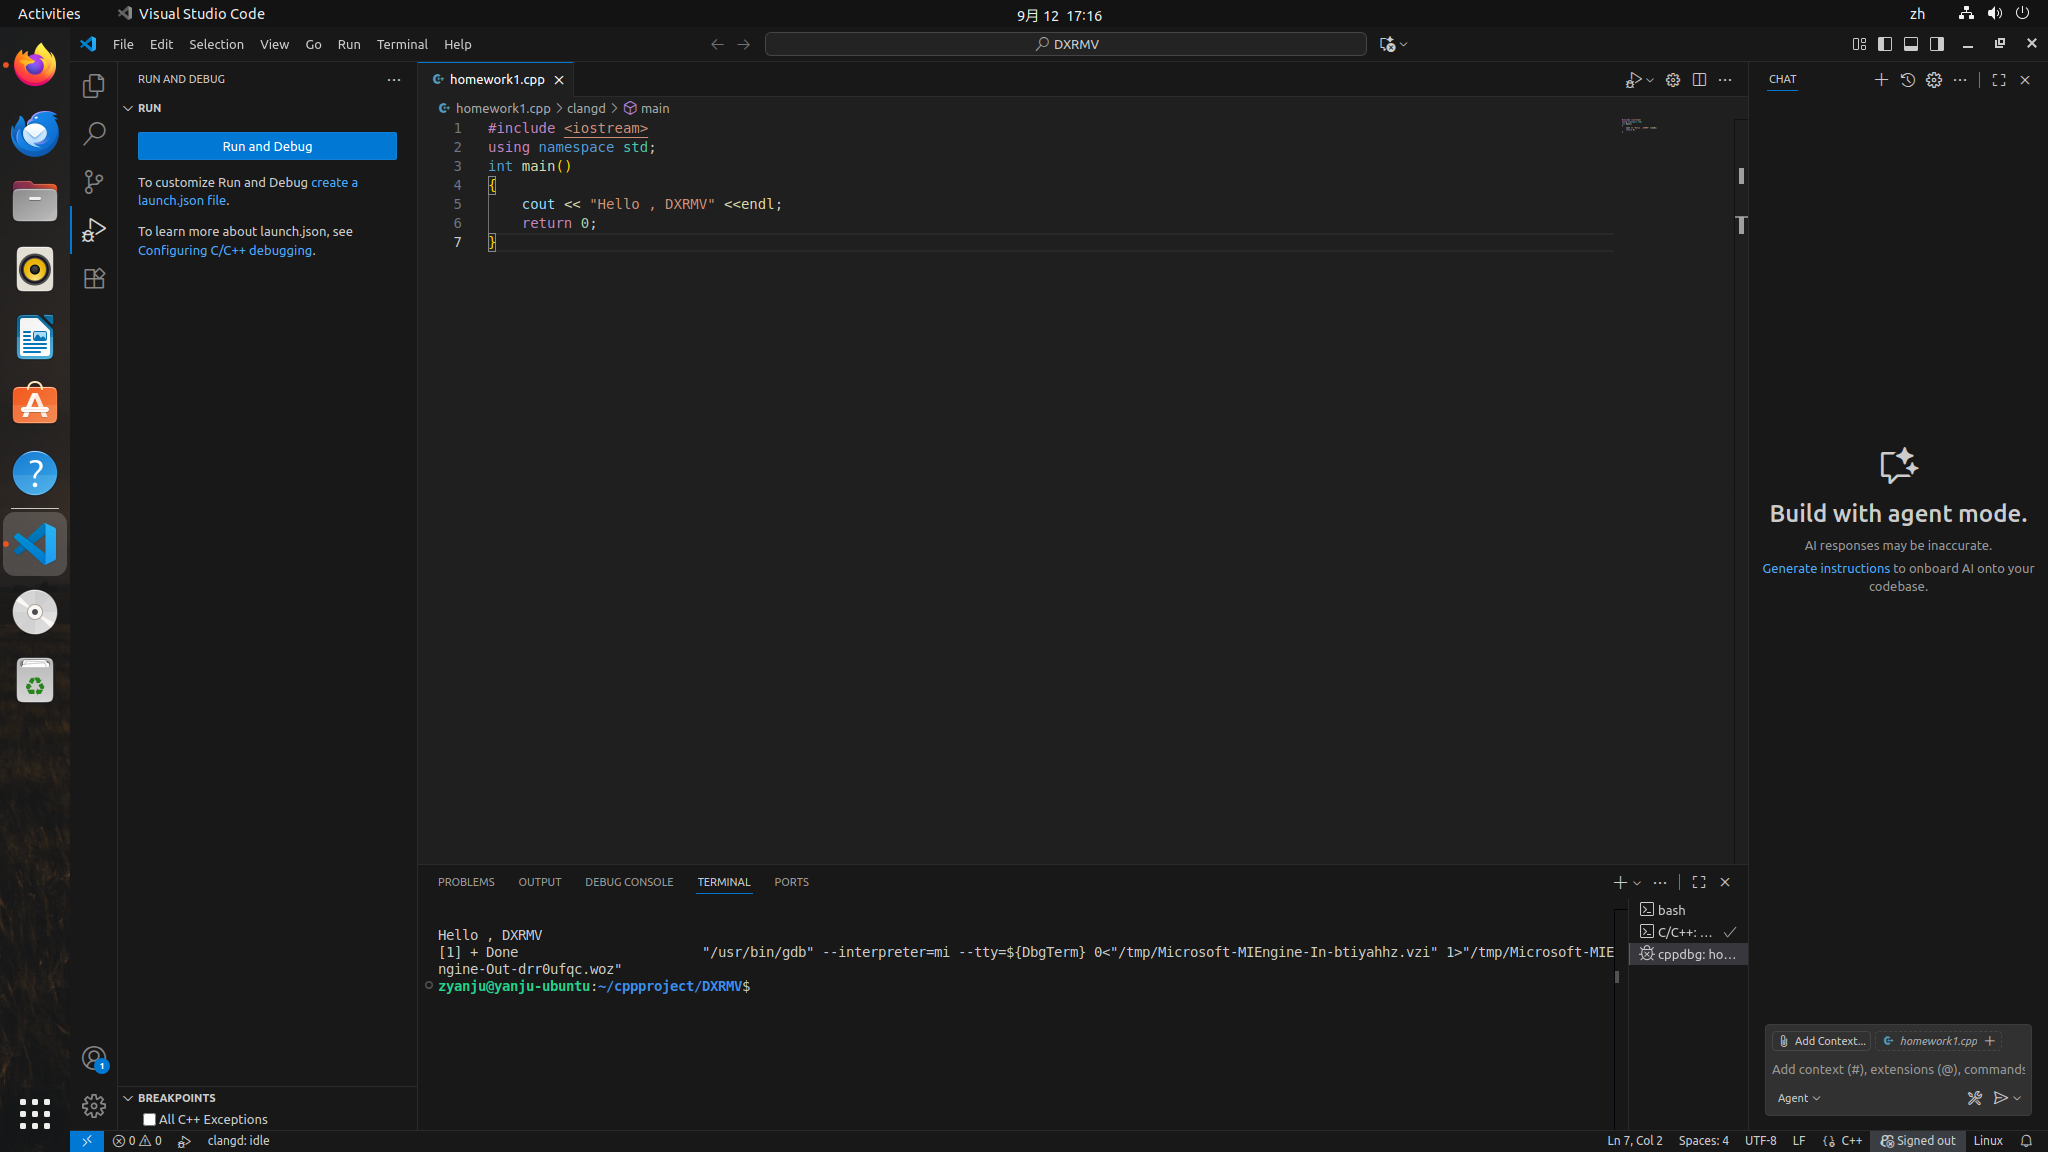 Activities
Visual Studio Code
9月 12 17:16
zh
File Edit Selection View Go Run Terminal Help
DXRMV
RUN AND DEBUG
RUN
Run and Debug
To customize Run and Debug create a
launch.json file.
To learn more about launch.json, see
Configuring C/C++ debugging.
BREAKPOINTS
All C++ Exceptions
homework1.cpp
homework1.cpp > clangd > main
1 #include <iostream>
2 using namespace std;
3 int main()
4 {
5 cout << "Hello , DXRMV" <<endl;
6 return 0;
7 }
PROBLEMS OUTPUT DEBUG CONSOLE TERMINAL PORTS
Hello , DXRMV
[1] + Done "/usr/bin/gdb" --interpreter=mi --tty=${DbgTerm} 0<"/tmp/Microsoft-MIEngine-In-btiyahhz.vzi" 1>"/tmp/Microsoft-MIE
ngine-Out-drr0ufqc.woz"
zyanju@yanju-ubuntu:~/cppproject/DXRMV$
bash
C/C++: ...
cppdbg: ho...
CHAT
Build with agent mode.
AI responses may be inaccurate.
Generate instructions to onboard AI onto your
codebase.
Add Context... homework1.cpp
Add context (#), extensions (@), commands
Agent
1
0 0 clangd: idle
Ln 7, Col 2 Spaces: 4 UTF-8 LF C++ Signed out Linux